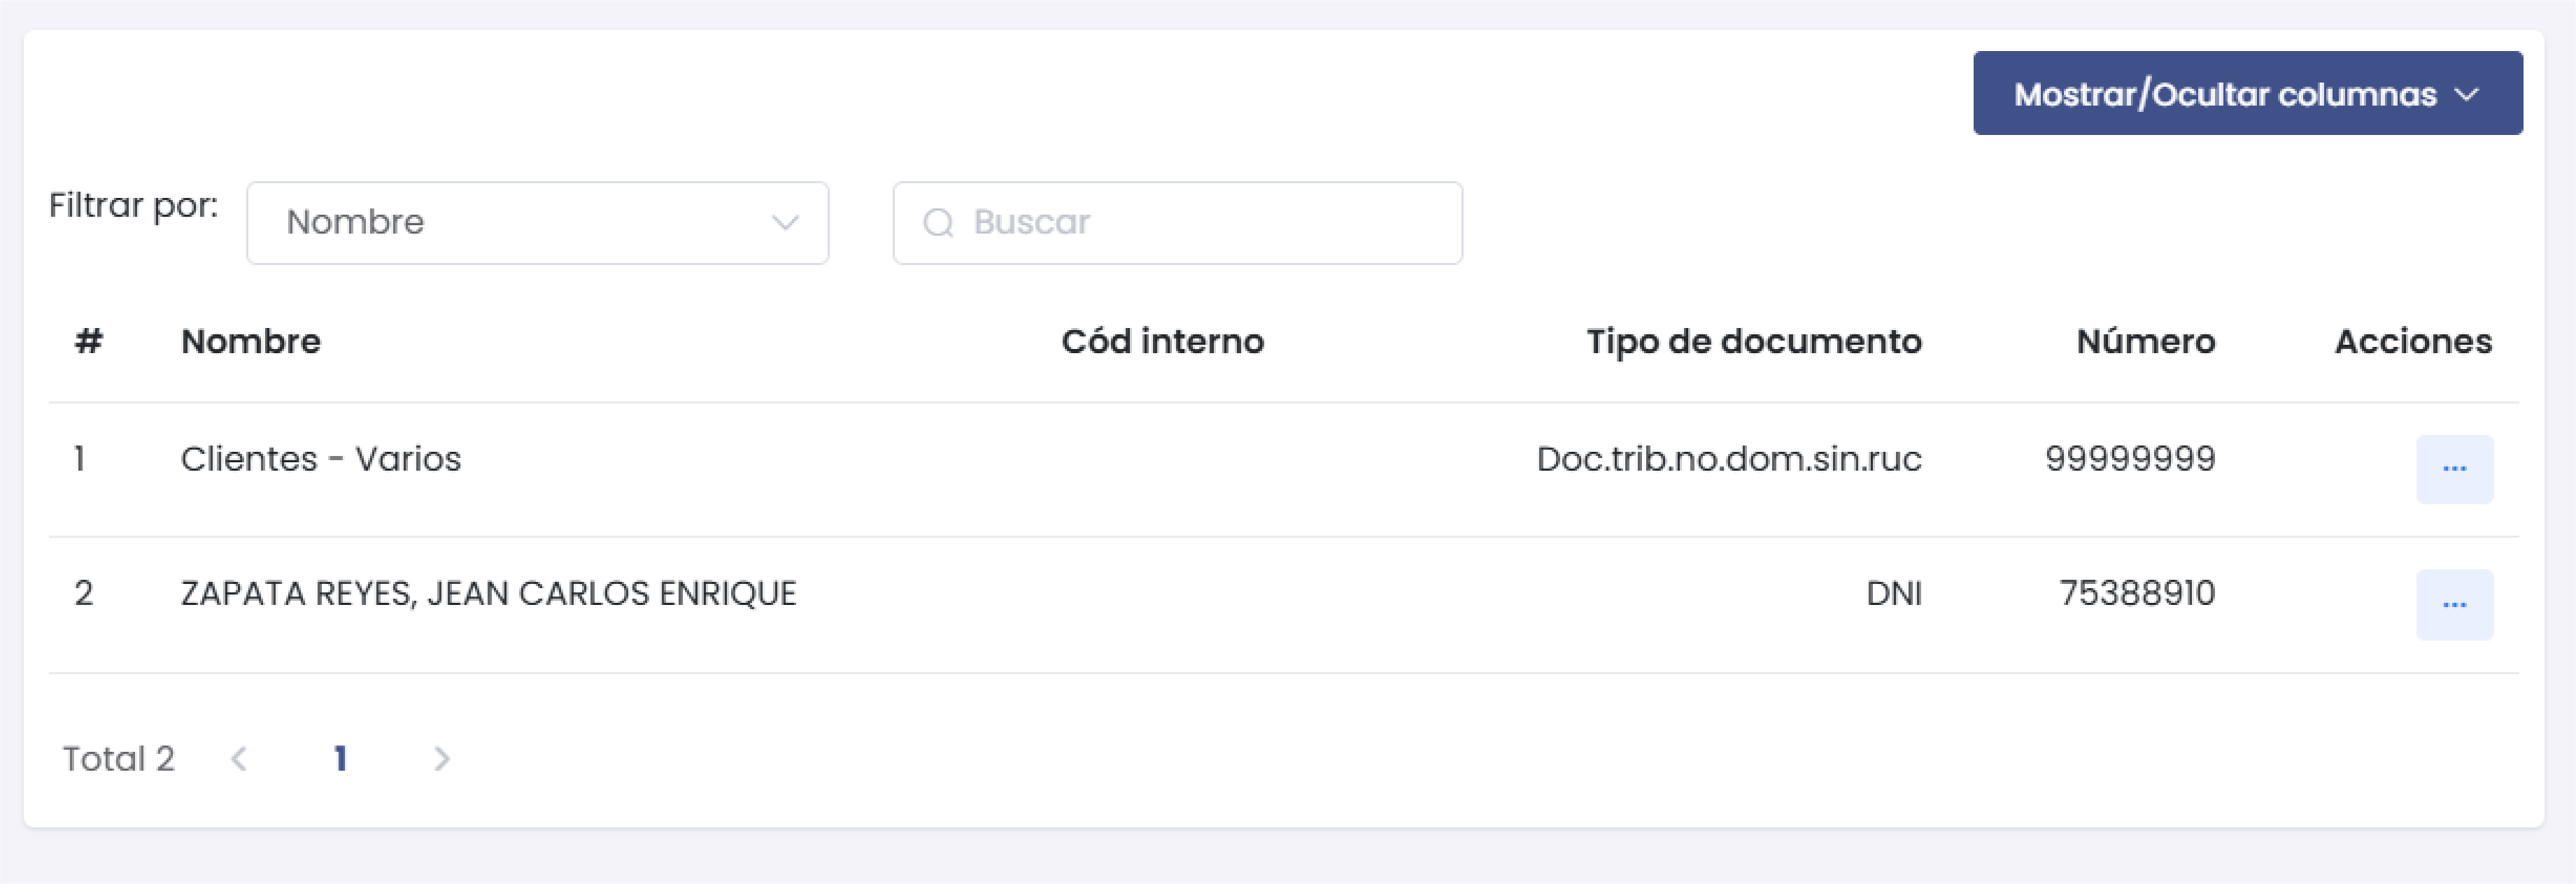 Mostrar/Ocultar columnas
Filtrar por: Nombre Buscar
# Nombre Cód interno Tipo de documento Número Acciones
1 Clientes - Varios Doc.trib.no.dom.sin.ruc 99999999 ...
2 ZAPATA REYES, JEAN CARLOS ENRIQUE DNI 75388910 ...
Total 2 < 1 >